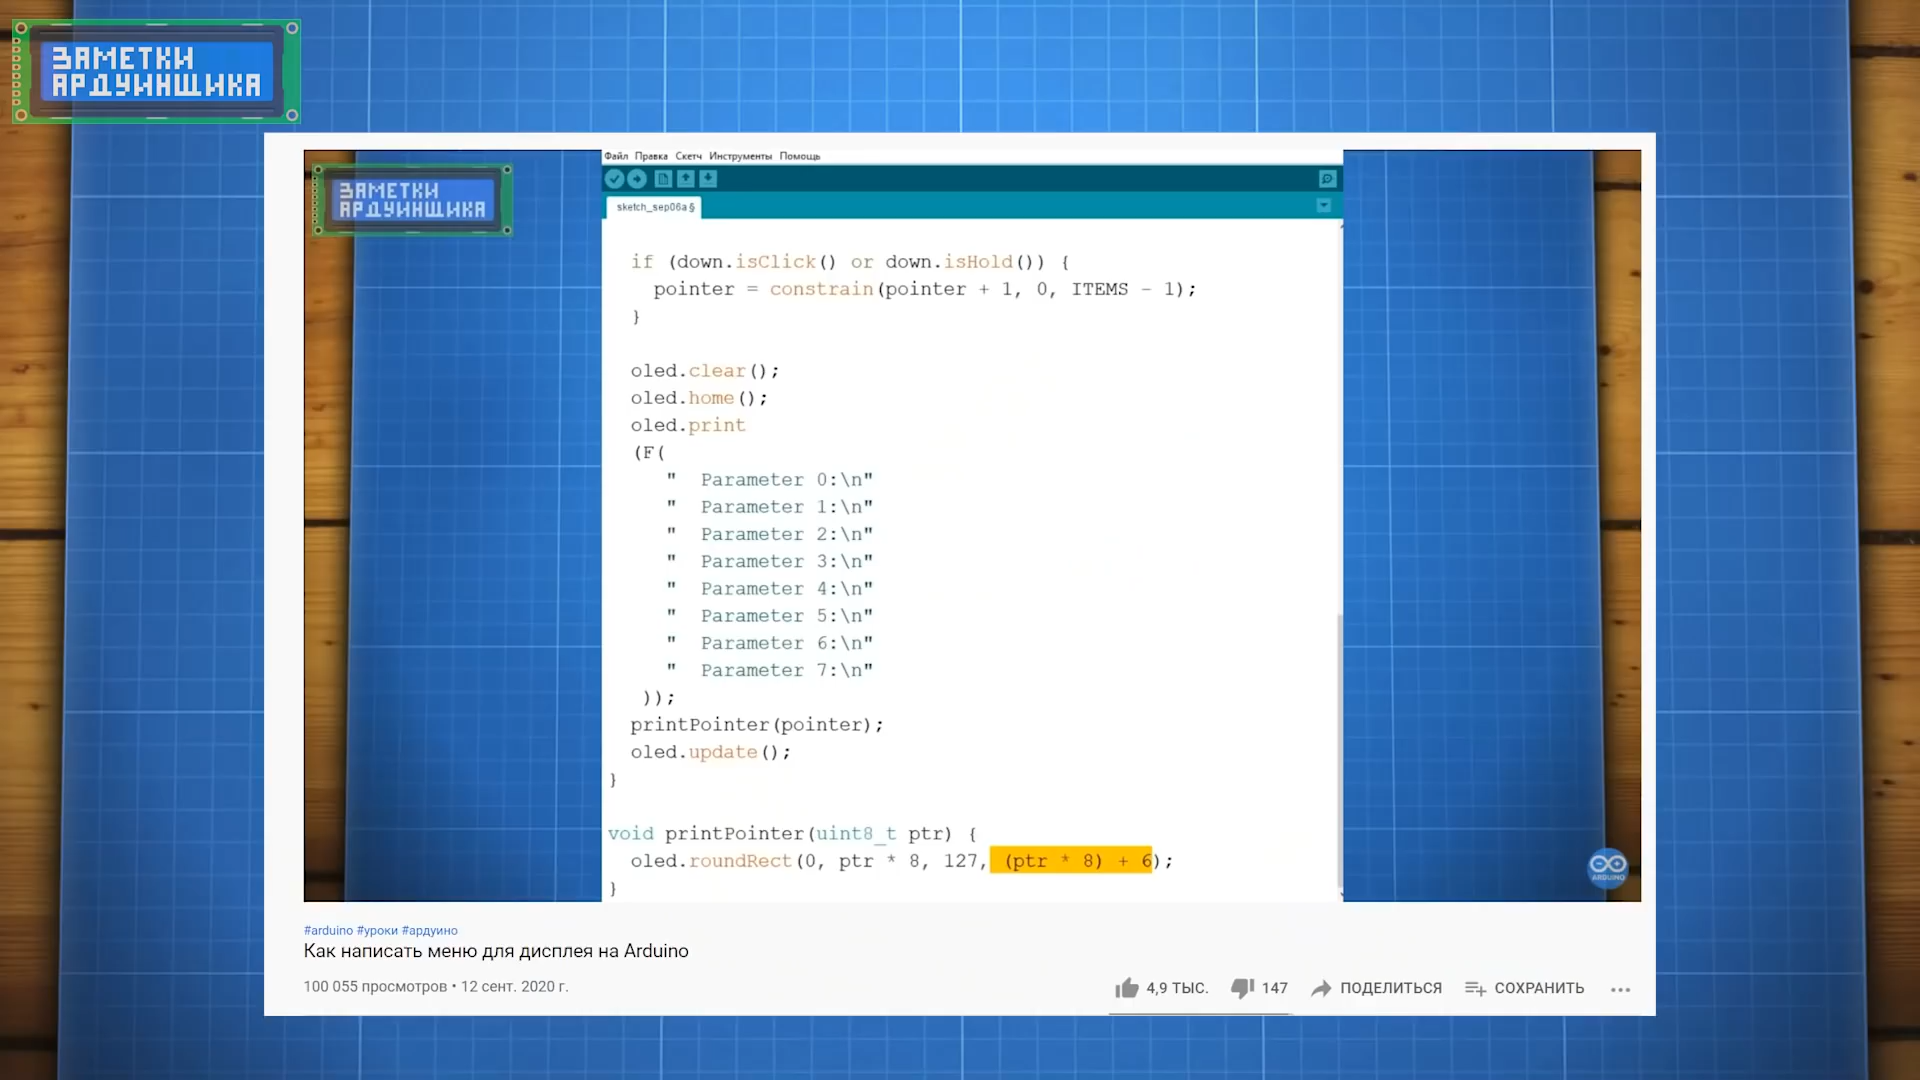 ЗАМЕТКИ
АРДУИНЩИКА
ЗАМЕТКИ
АРДУИНЩИКА
Файл Правка Скетч Инструменты Помощь
sketch_sep06a §
if (down.isClick() or down.isHold()) {
pointer = constrain(pointer + 1, 0, ITEMS - 1);
}
oled.clear();
oled.home();
oled.print
(F(
"  Parameter 0:\n"
"  Parameter 1:\n"
"  Parameter 2:\n"
"  Parameter 3:\n"
"  Parameter 4:\n"
"  Parameter 5:\n"
"  Parameter 6:\n"
"  Parameter 7:\n"
));
printPointer(pointer);
oled.update();
}
void printPointer(uint8_t ptr) {
oled.roundRect(0, ptr * 8, 127, (ptr * 8) + 6);
}
ARDUINO
#arduino #уроки #ардуино
Как написать меню для дисплея на Arduino
100 055 просмотров • 12 сент. 2020 г.
4,9 ТЫС. 147 ПОДЕЛИТЬСЯ СОХРАНИТЬ